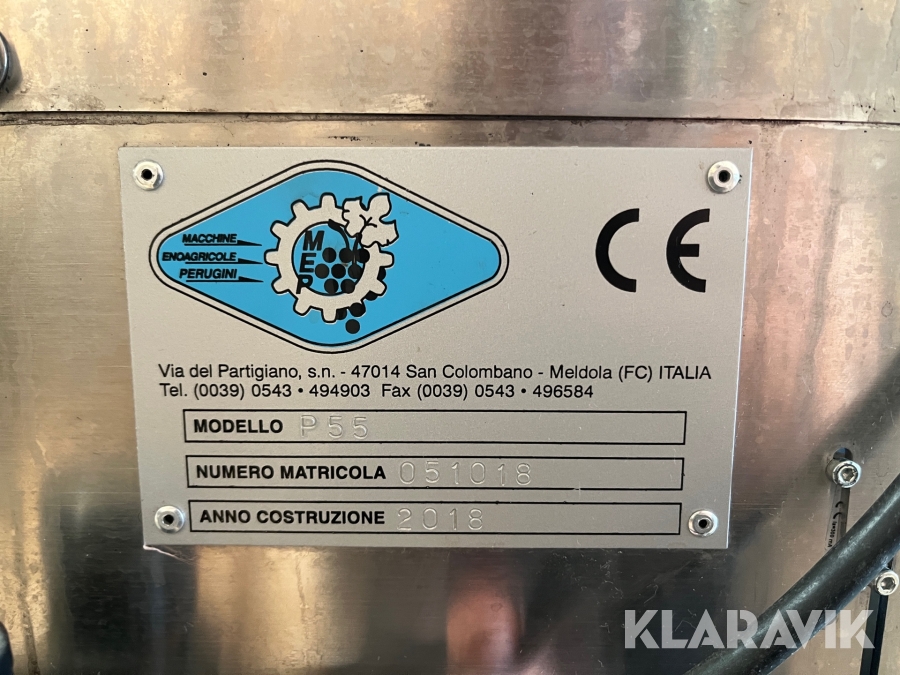 MACCHINE
ENOAGRICOLE
PERUGINI
MEP
CE
Via del Partigiano, s.n. - 47014 San Colombano - Meldola (FC) ITALIA
Tel. (0039) 0543 • 494903 Fax (0039) 0543 • 496584
MODELLO P55
NUMERO MATRICOLA 051018
ANNO COSTRUZIONE 2018
KLARAVIK